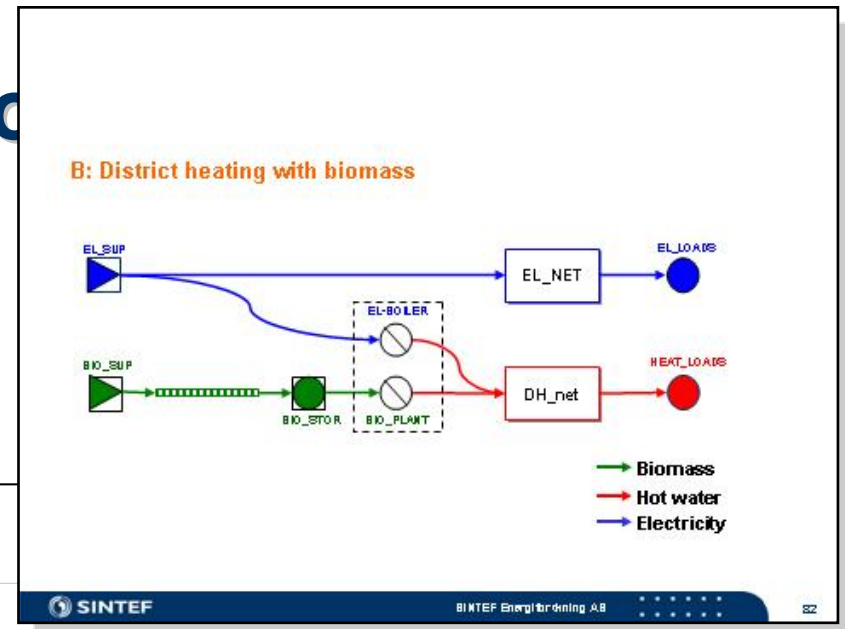 B: District heating with biomass
EL_SUP
EL_LOADS
EL_NET
EL-BOILER
BIO_SUP
HEAT_LOADS
DH_net
BIO_STOR
BIO_PLANT
Biomass
Hot water
Electricity
SINTEF
SINTEF Energiforskning AS
82